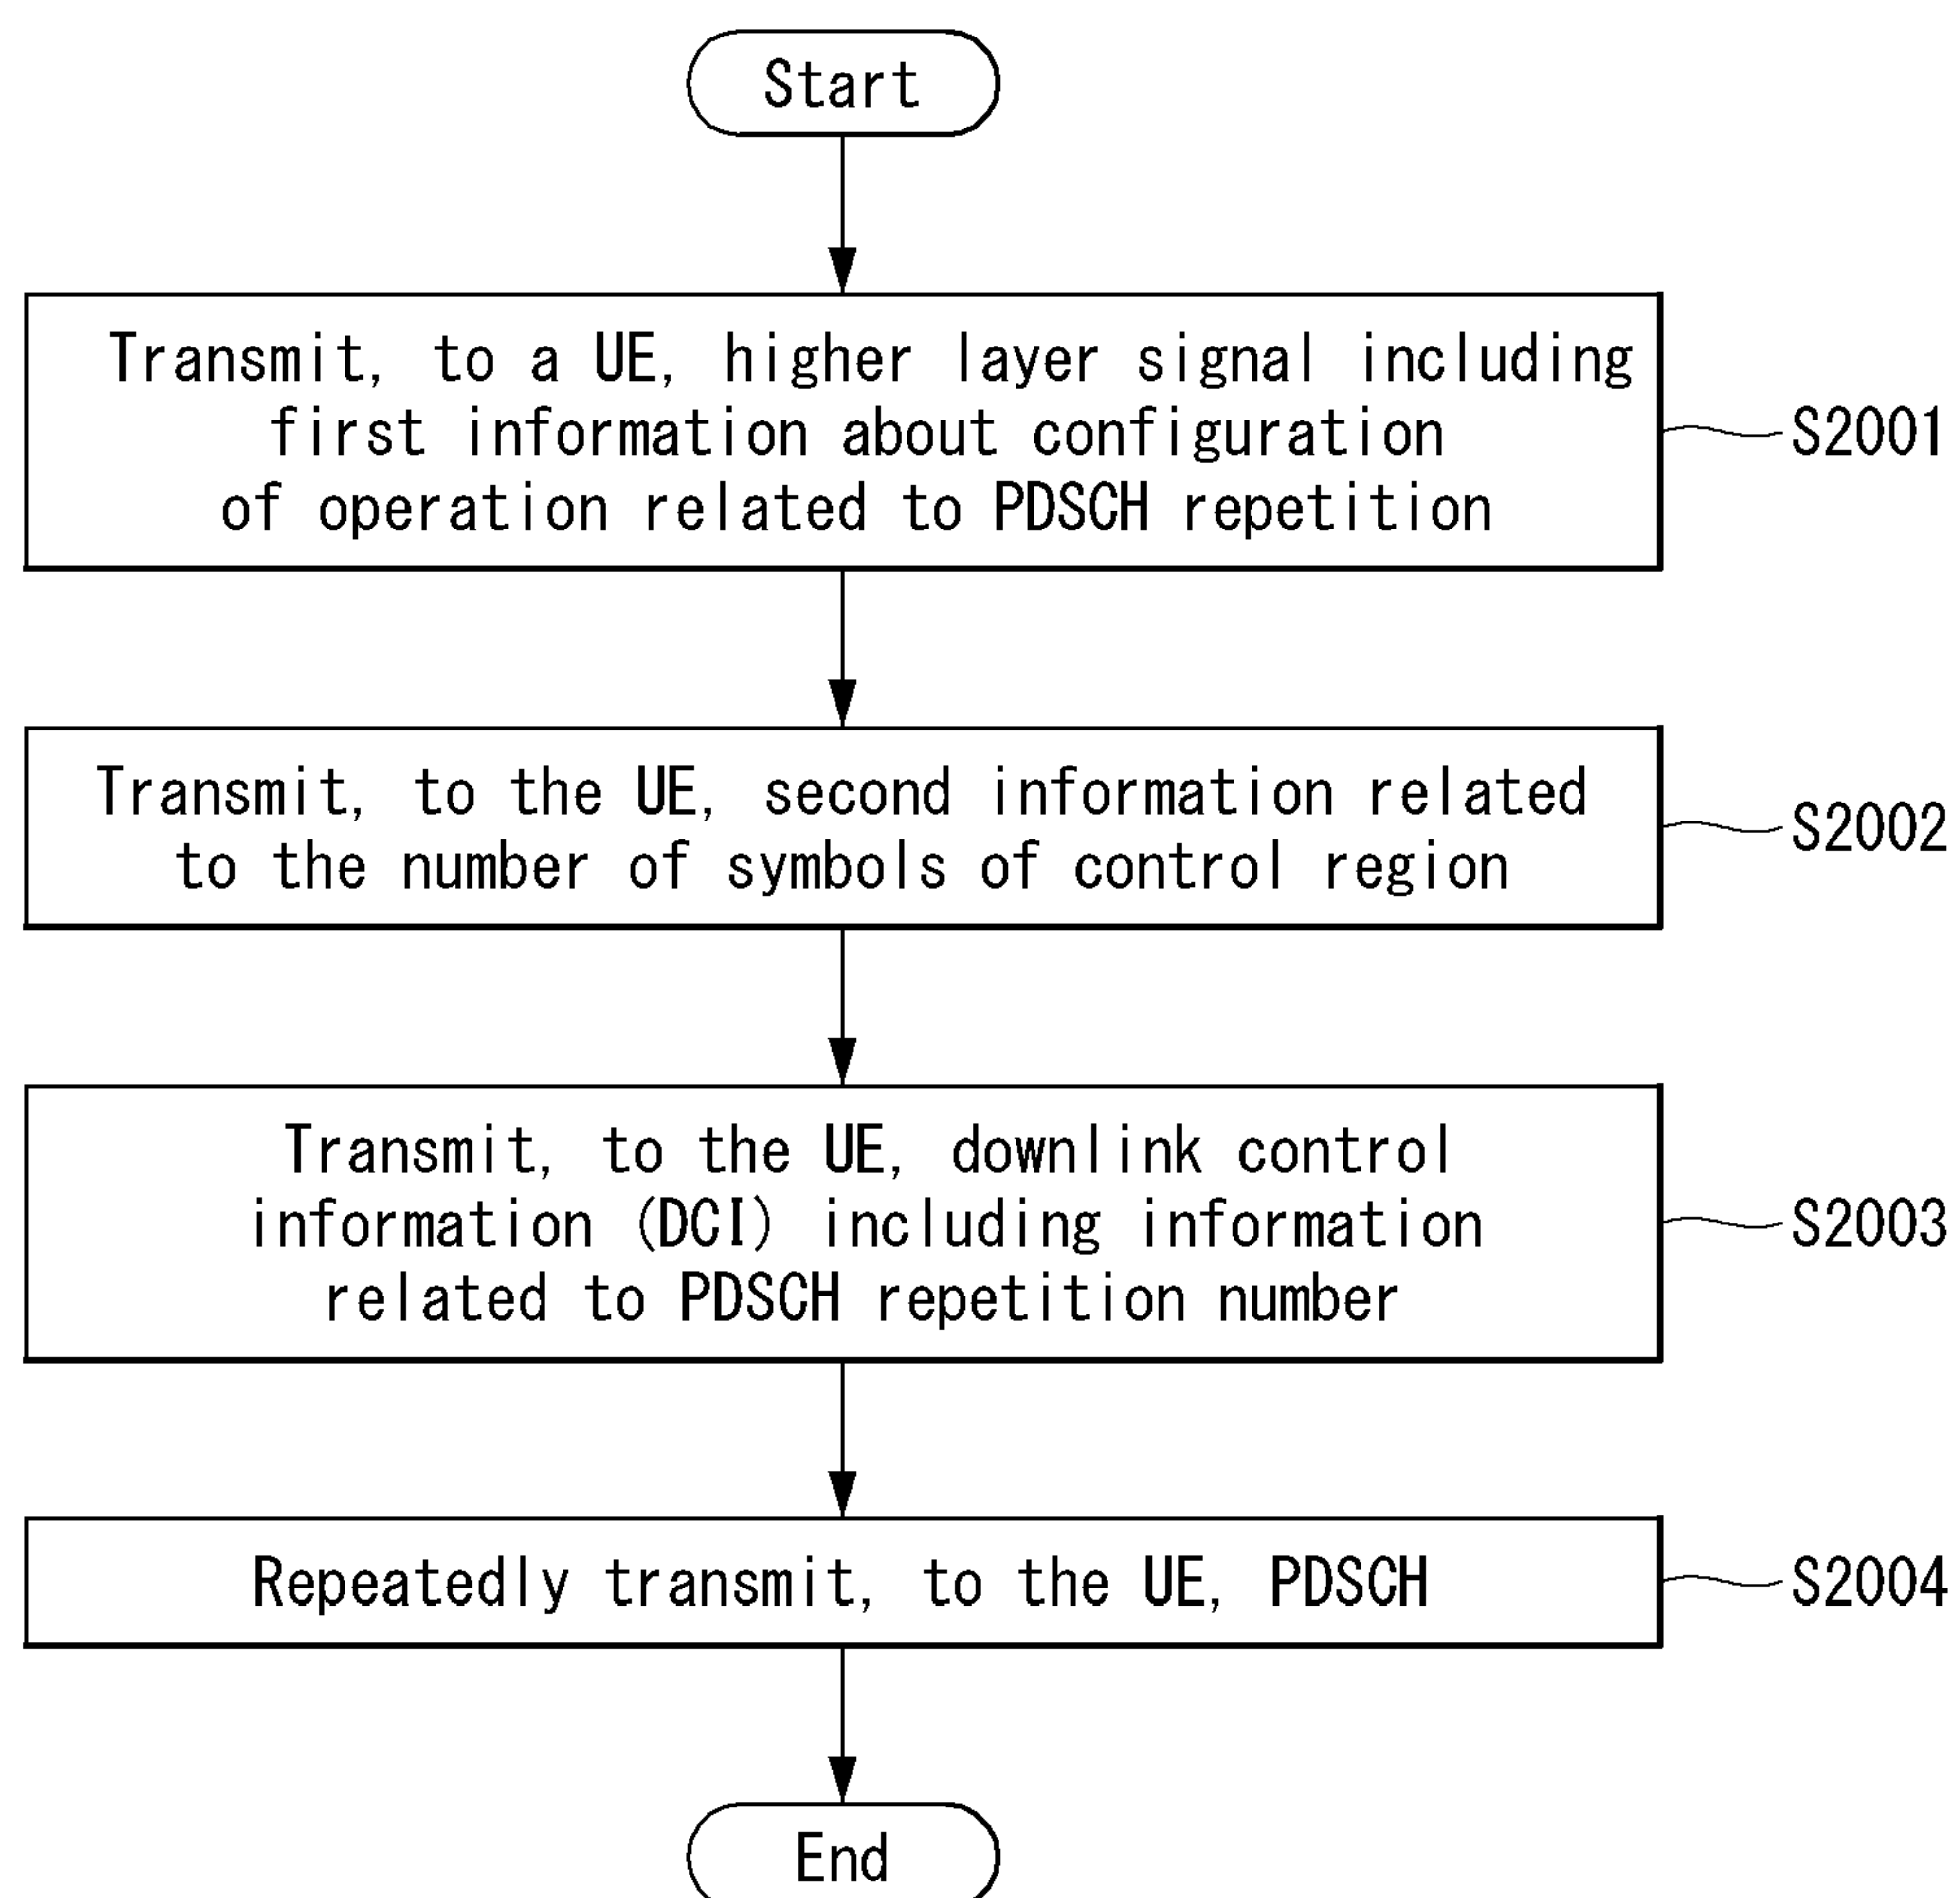 Start
Transmit, to a UE, higher layer signal including
first information about configuration
of operation related to PDSCH repetition
S2001
Transmit, to the UE, second information related
to the number of symbols of control region
S2002
Transmit, to the UE, downlink control
information (DCI) including information
related to PDSCH repetition number
S2003
Repeatedly transmit, to the UE, PDSCH
S2004
End